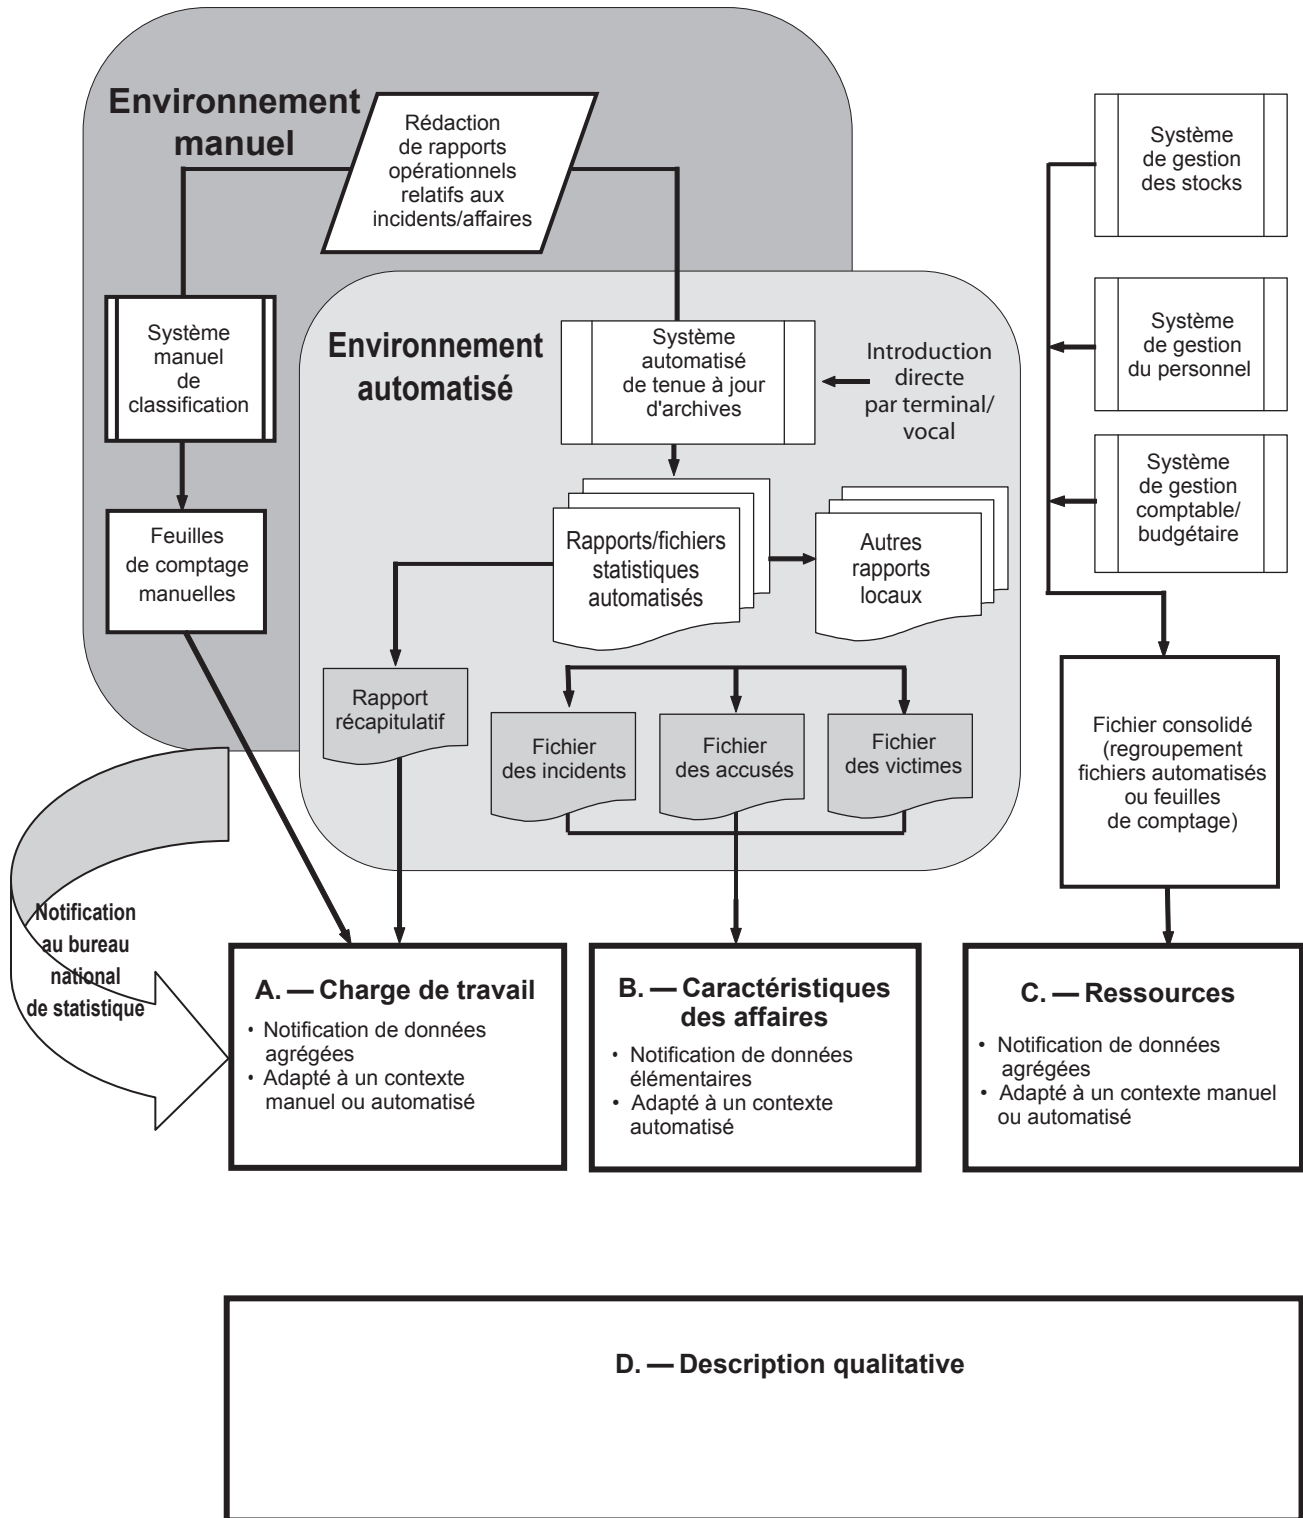 Environnement
manuel
Rédaction
de rapports
opérationnels
relatifs aux
incidents/affaires
Système
de gestion
des stocks
Système
manuel
de
classification
Environnement
automatisé
Système
automatisé
de tenue à jour
d'archives
Introduction
directe
par terminal/
vocal
Système
de gestion
du personnel
Système
de gestion
comptable/
budgétaire
Feuilles
de comptage
manuelles
Rapports/fichiers
statistiques
automatisés
Autres
rapports
locaux
Rapport
récapitulatif
Fichier
des incidents
Fichier
des accusés
Fichier
des victimes
Fichier consolidé
(regroupement
fichiers automatisés
ou feuilles
de comptage)
Notification
au bureau
national
de statistique
A. — Charge de travail
• Notification de données
agrégées
• Adapté à un contexte
manuel ou automatisé
B. — Caractéristiques
des affaires
• Notification de données
élémentaires
• Adapté à un contexte
automatisé
C. — Ressources
• Notification de données
agrégées
• Adapté à un contexte manuel
ou automatisé
D. — Description qualitative